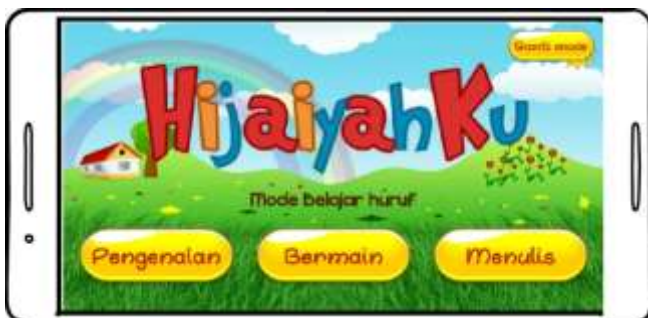 Ganti mode
HijaiyahKu
Mode belajar huruf
Pengenalan
Bermain
Menulis